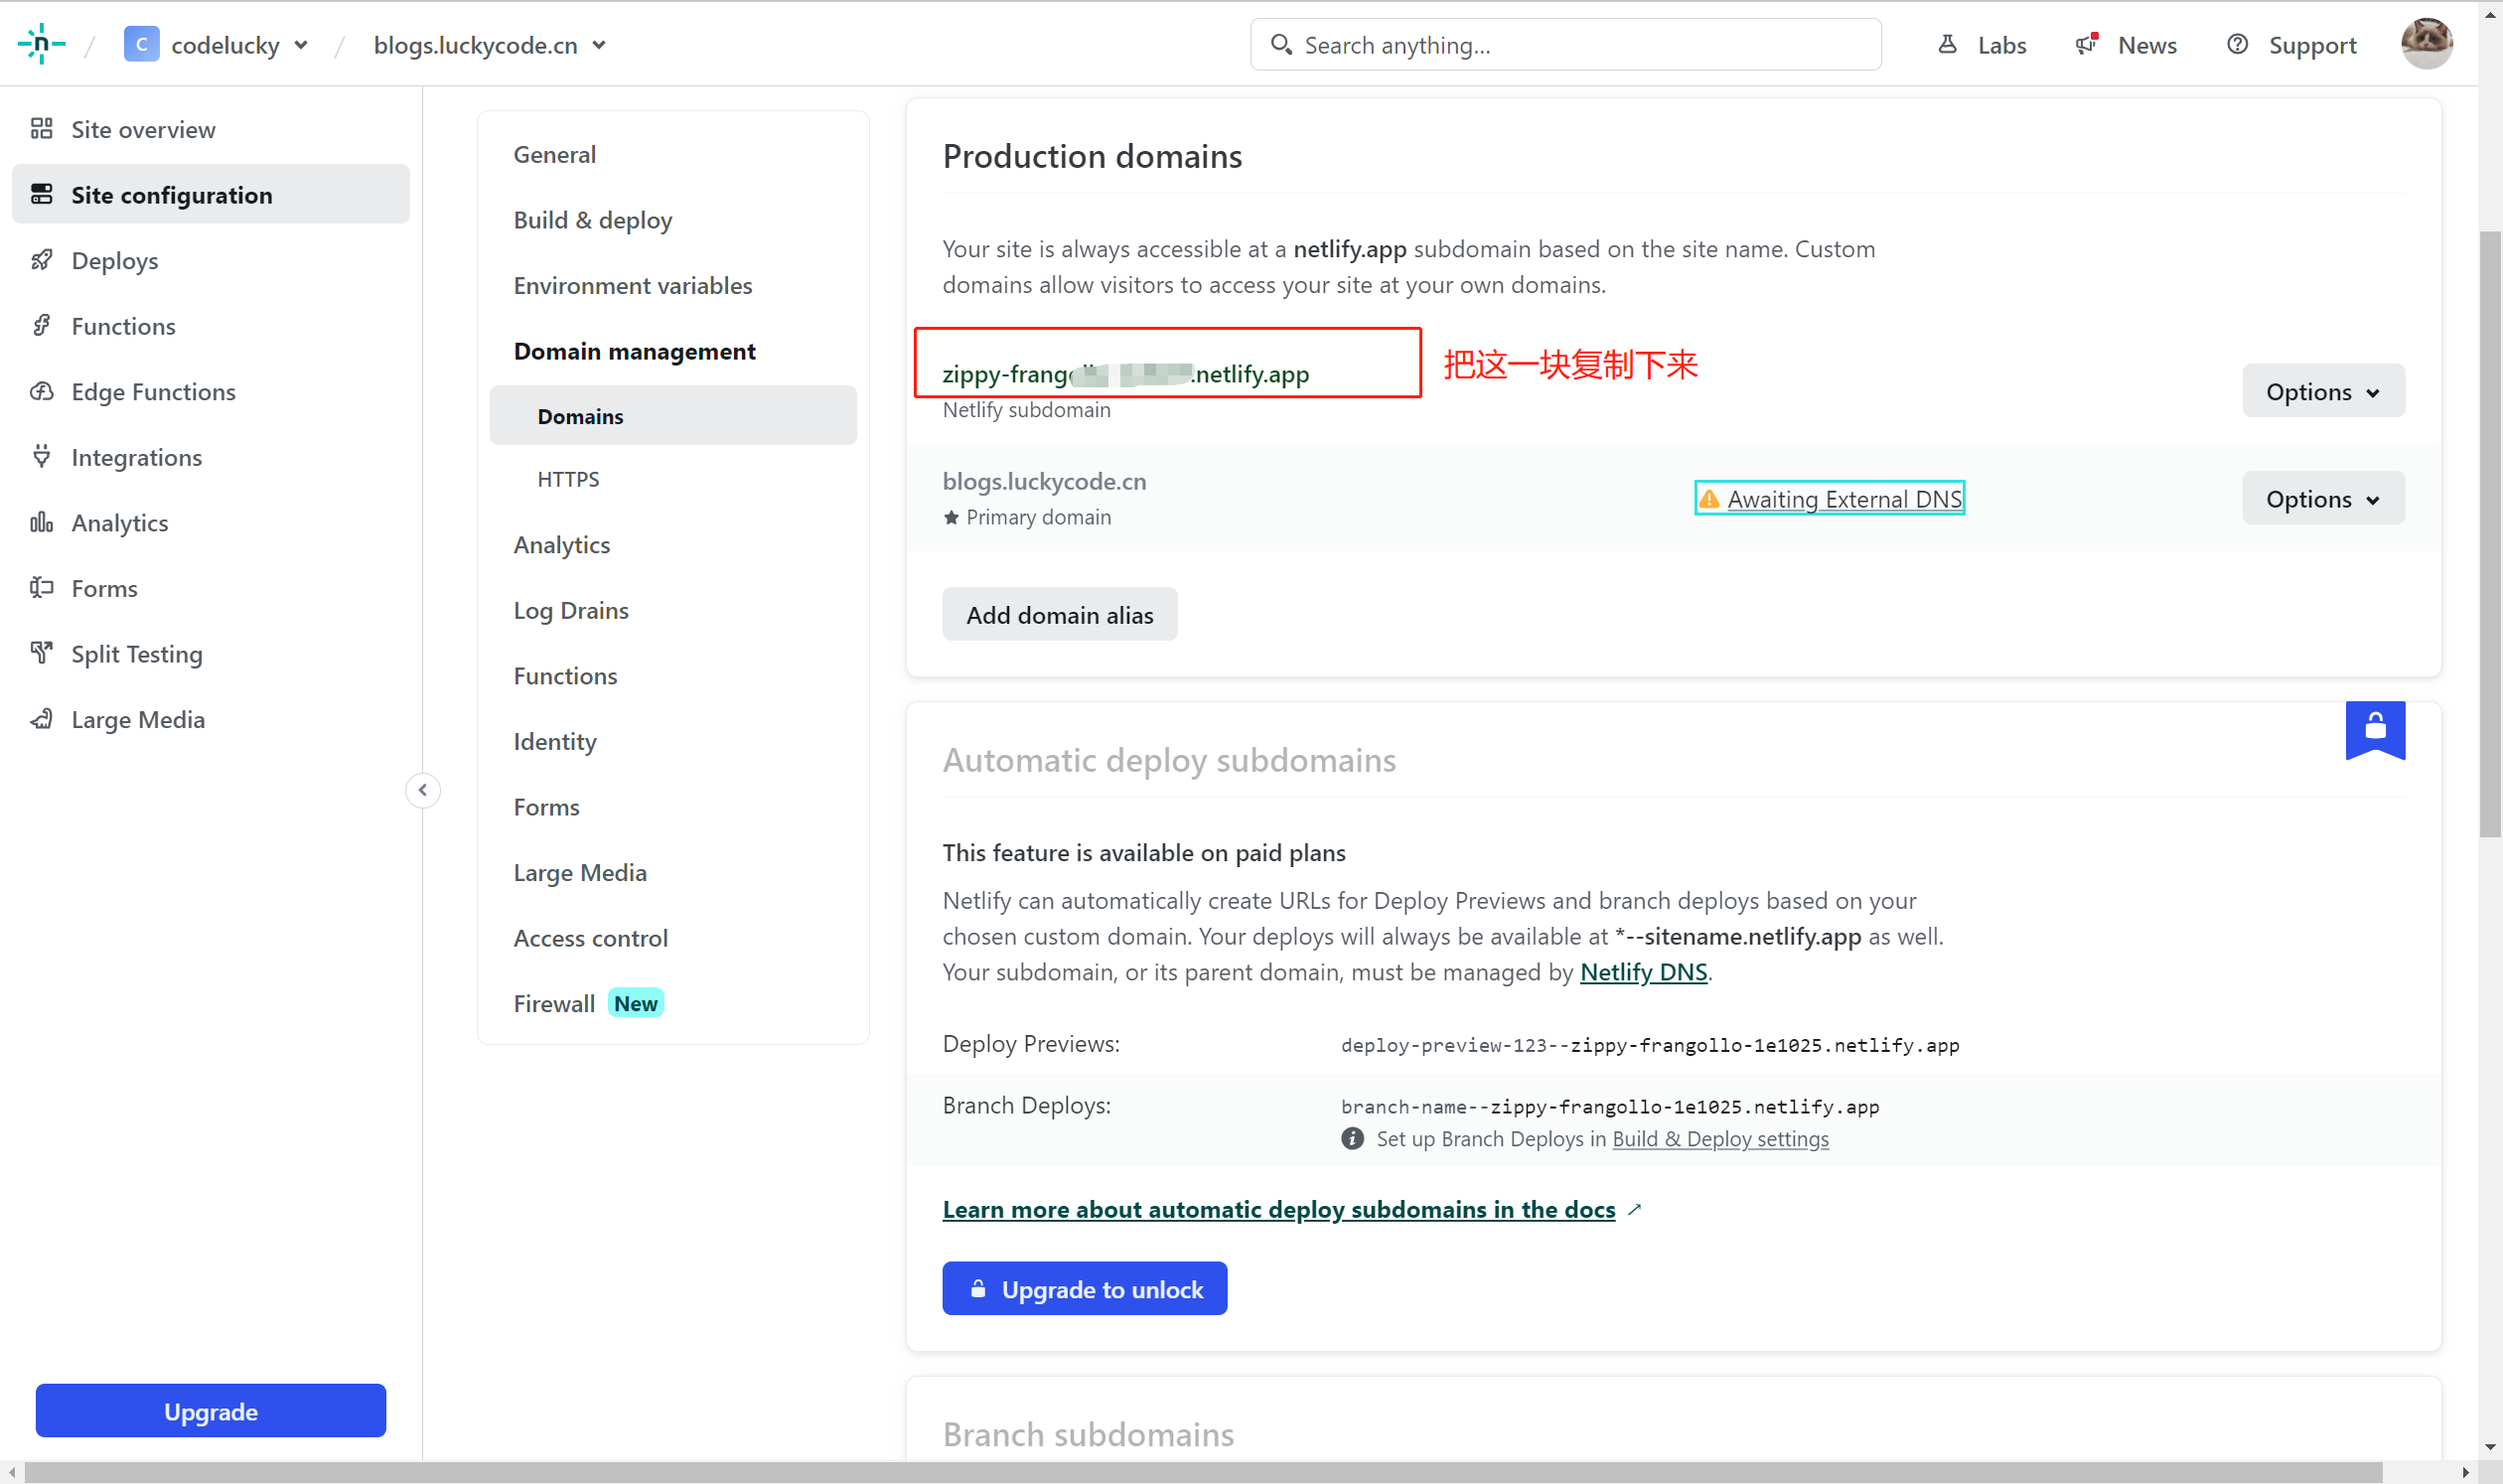 n / C codelucky / blogs.luckycode.cn
Search anything...
Labs
News
Support
Site overview
Site configuration
Deploys
Functions
Edge Functions
Integrations
Analytics
Forms
Split Testing
Large Media
Upgrade
General
Build & deploy
Environment variables
Domain management
Domains
HTTPS
Analytics
Log Drains
Functions
Identity
Forms
Large Media
Access control
Firewall New
Production domains
Your site is always accessible at a netlify.app subdomain based on the site name. Custom
domains allow visitors to access your site at your own domains.
.netlify.app
把这一块复制下来
Netlify subdomain
Options
blogs.luckycode.cn
Primary domain
Awaiting External DNS
Options
Add domain alias
Automatic deploy subdomains
This feature is available on paid plans
Netlify can automatically create URLs for Deploy Previews and branch deploys based on your
chosen custom domain. Your deploys will always be available at *--sitename.netlify.app as well.
Your subdomain, or its parent domain, must be managed by Netlify DNS.
Deploy Previews: deploy-preview-123--zippy-frangollo-1e1025.netlify.app
Branch Deploys: branch-name--zippy-frangollo-1e1025.netlify.app
Set up Branch Deploys in Build & Deploy settings
Learn more about automatic deploy subdomains in the docs
Upgrade to unlock
Branch subdomains